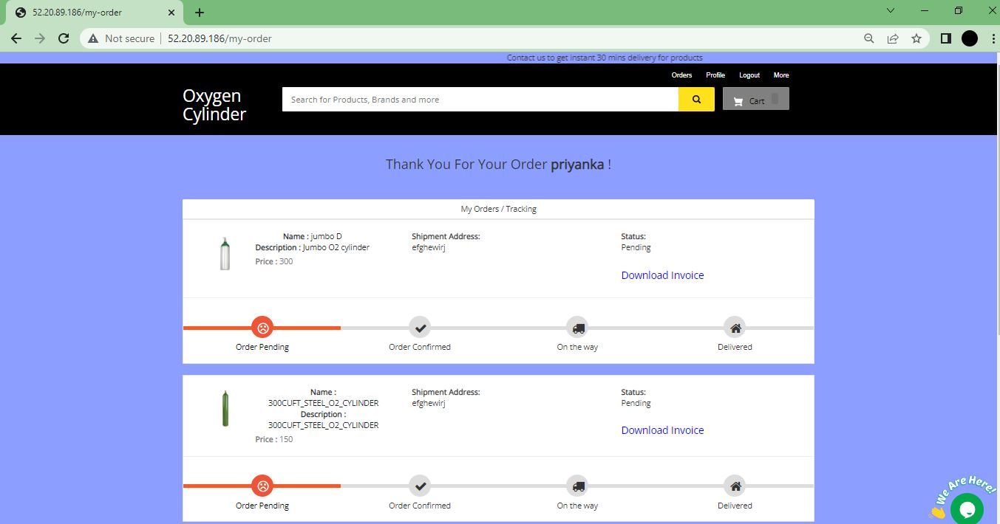 52.20.89.186/my-order
Not secure
52.20.89.186/my-order
Contact us to get instant 30 mins delivery for products
Orders Profile Logout More
Oxygen
Cylinder
Search for Products, Brands and more
Cart
Thank You For Your Order priyanka !
My Orders / Tracking
Name : jumbo D
Description : Jumbo O2 cylinder
Price : 300
Shipment Address:
efghewirj
Status:
Pending
Download Invoice
Order Pending
Order Confirmed
On the way
Delivered
Name :
300CUFT_STEEL_O2_CYLINDER
Description :
300CUFT_STEEL_O2_CYLINDER
Price : 150
Shipment Address:
efghewirj
Status:
Pending
Download Invoice
Order Pending
Order Confirmed
On the way
Delivered
We Are Here!